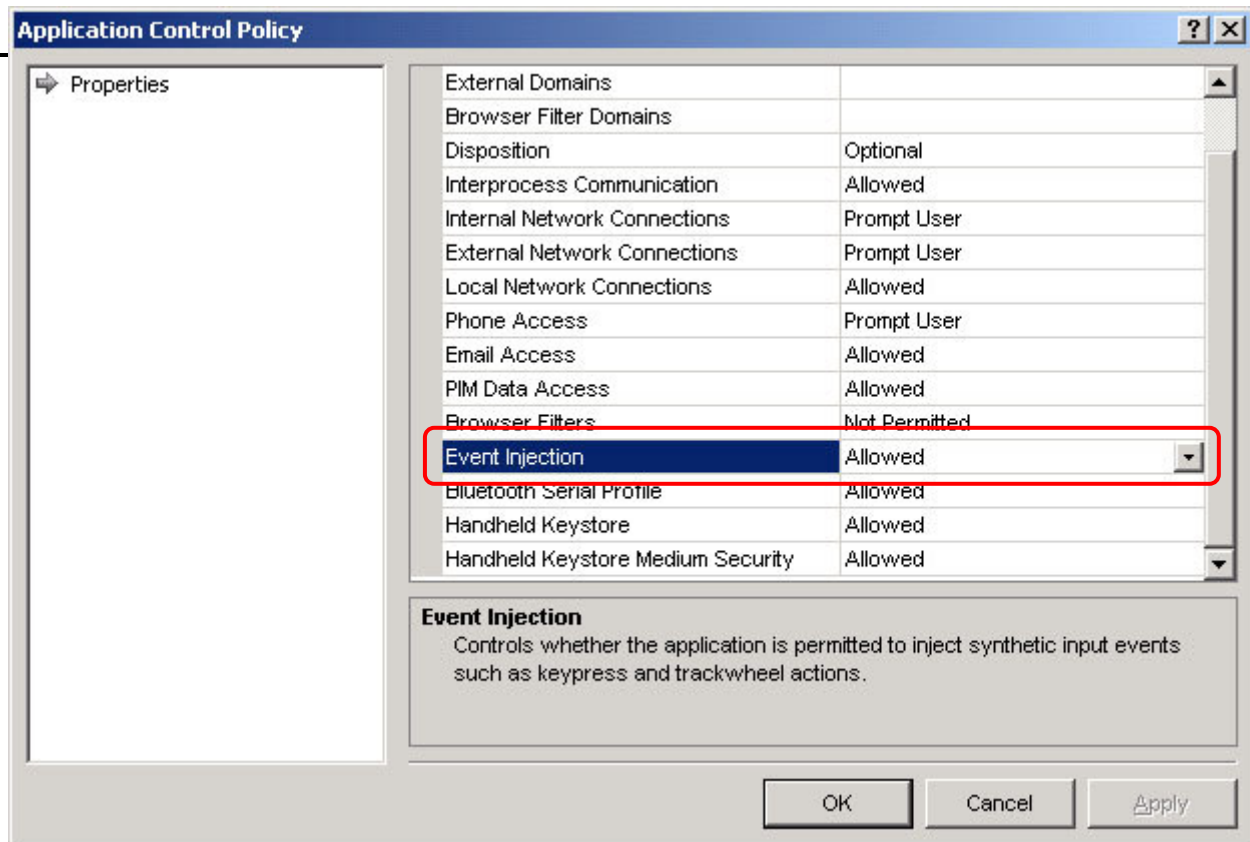 Application Control Policy
Properties
External Domains
Browser Filter Domains
Disposition Optional
Interprocess Communication Allowed
Internal Network Connections Prompt User
External Network Connections Prompt User
Local Network Connections Allowed
Phone Access Prompt User
Email Access Allowed
PIM Data Access Allowed
Browser Filters Not Permitted
Event Injection Allowed
Bluetooth Serial Profile Allowed
Handheld Keystore Allowed
Handheld Keystore Medium Security Allowed
Event Injection
Controls whether the application is permitted to inject synthetic input events
such as keypress and trackwheel actions.
OK Cancel Apply